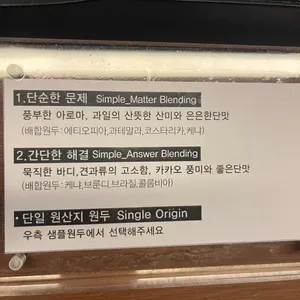 1.단순한 문제 Simple_Matter Blending
풍부한 아로마, 과일의 산뜻한 산미와 은은한단맛
(배합원두:에티오피아,과테말라,코스타리카,케냐)
2.간단한 해결 Simple_Answer Blending
묵직한 바디,견과류의 고소함, 카카오 풍미와 좋은단맛
(배합원두:케냐,브룬디,브라질,콜롬비아)
• 단일 원산지 원두 Single Origin
우측 샘플원두에서 선택해주세요